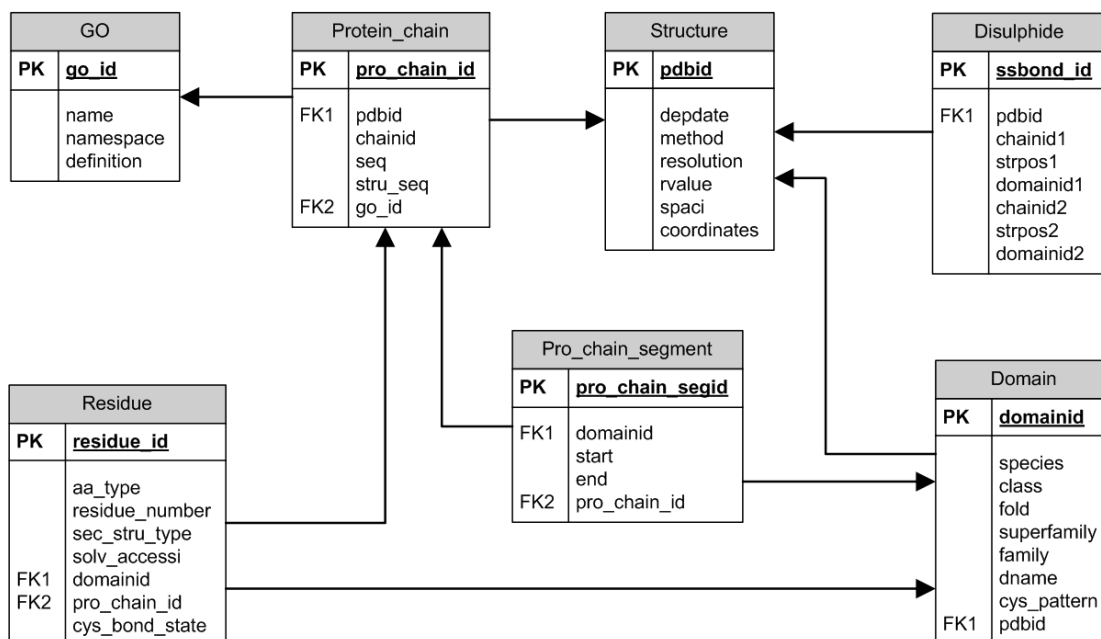 GO
PK go_id
name
namespace
definition
Protein_chain
PK pro_chain_id
FK1 pdbid
chainid
seq
stru_seq
FK2 go_id
Structure
PK pdbid
depdate
method
resolution
rvalue
spaci
coordinates
Disulphide
PK ssbond_id
FK1 pdbid
chainid1
strpos1
domainid1
chainid2
strpos2
domainid2
Residue
PK residue_id
aa_type
residue_number
sec_stru_type
solv_accessi
FK1 domainid
FK2 pro_chain_id
cys_bond_state
Pro_chain_segment
PK pro_chain_segid
FK1 domainid
start
end
FK2 pro_chain_id
Domain
PK domainid
species
class
fold
superfamily
family
dname
cys_pattern
FK1 pdbid